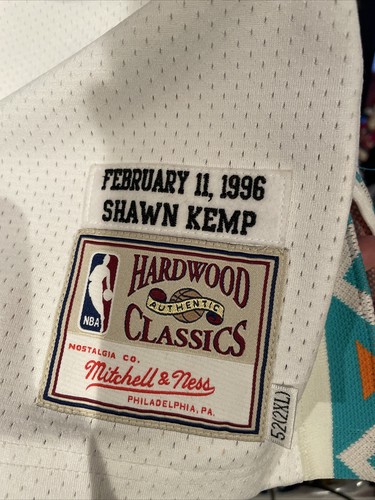 FEBRUARY 11, 1996
SHAWN KEMP
HARDWOOD
AUTHENTIC
CLASSICS
NBA
NOSTALGIA CO.
Mitchell & Ness
PHILADELPHIA, PA.
52(2XL)